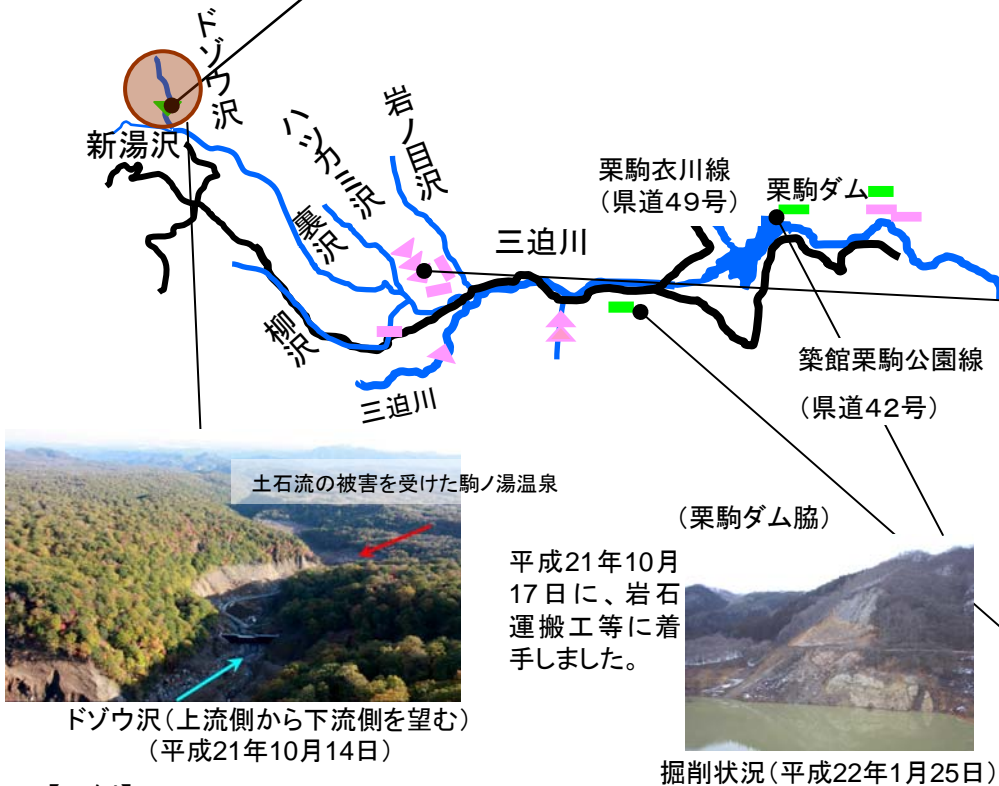 ドゾウ沢
新湯沢
ハツカ三沢
岩ノ目沢
裏沢
栗駒衣川線
(県道49号)
栗駒ダム
三迫川
柳沢
三迫川
築館栗駒公園線
(県道42号)
土石流の被害を受けた駒ノ湯温泉
(栗駒ダム脇)
平成21年10月
17日に、岩石
運搬工等に着
手しました。
ドゾウ沢(上流側から下流側を望む)
(平成21年10月14日)
掘削状況(平成22年1月25日)